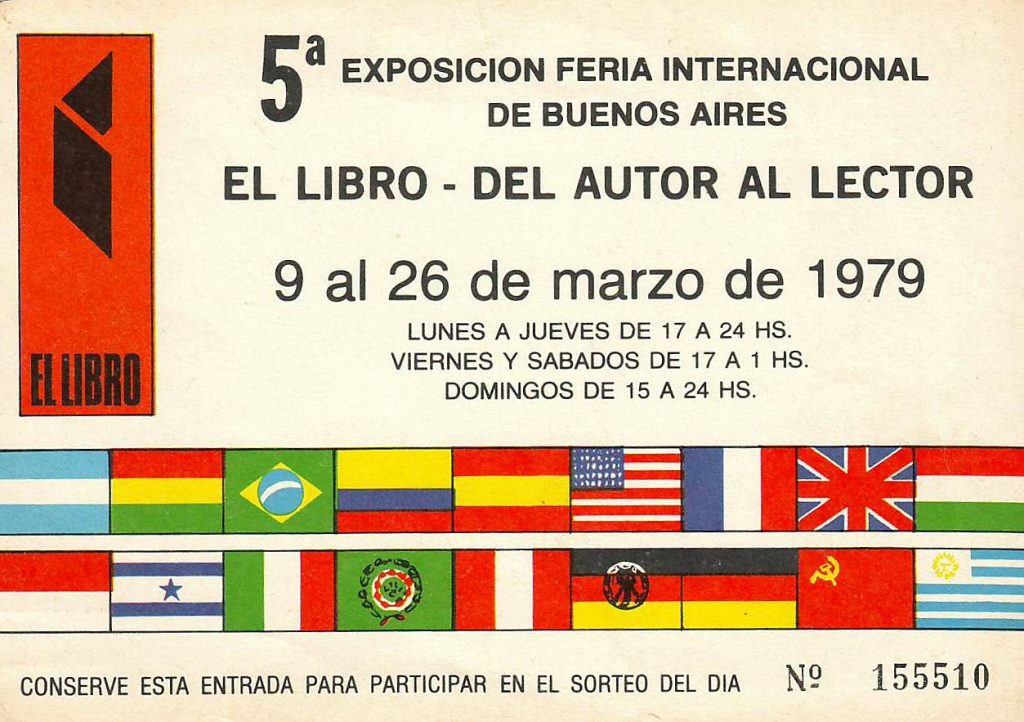 5ª EXPOSICION FERIA INTERNACIONAL
DE BUENOS AIRES
EL LIBRO - DEL AUTOR AL LECTOR
9 al 26 de marzo de 1979
LUNES A JUEVES DE 17 A 24 HS.
VIERNES Y SABADOS DE 17 A 1 HS.
DOMINGOS DE 15 A 24 HS.
EL LIBRO
CONSERVE ESTA ENTRADA PARA PARTICIPAR EN EL SORTEO DEL DIA Nº 155510